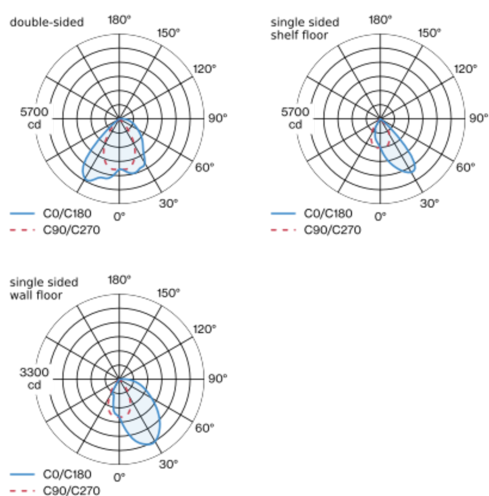 double-sided
180°
150°
120°
5700
cd
90°
60°
30°
0°
C0/C180
C90/C270
single sided
shelf floor
180°
150°
120°
5700
cd
90°
60°
30°
0°
C0/C180
C90/C270
single sided
wall floor
180°
150°
120°
3300
cd
90°
60°
30°
0°
C0/C180
C90/C270